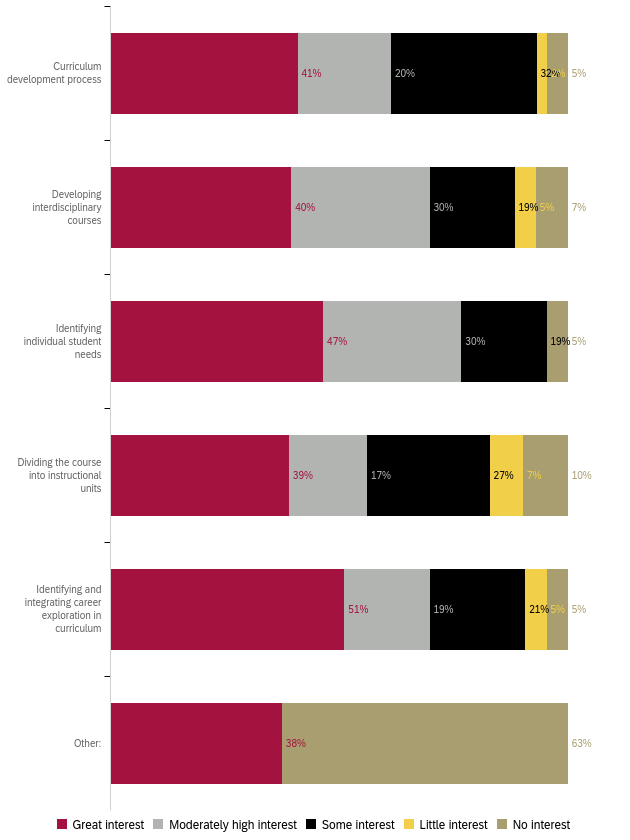 Curriculum
development process
41%
20%
32%
5%
Developing
interdisciplinary
courses
40%
30%
19%
5%
7%
Identifying
individual student
needs
47%
30%
19%
5%
Dividing the course
into instructional
units
39%
17%
27%
7%
10%
Identifying and
integrating career
exploration in
curriculum
51%
19%
21%
5%
5%
Other:
38%
63%
Great interest
Moderately high interest
Some interest
Little interest
No interest